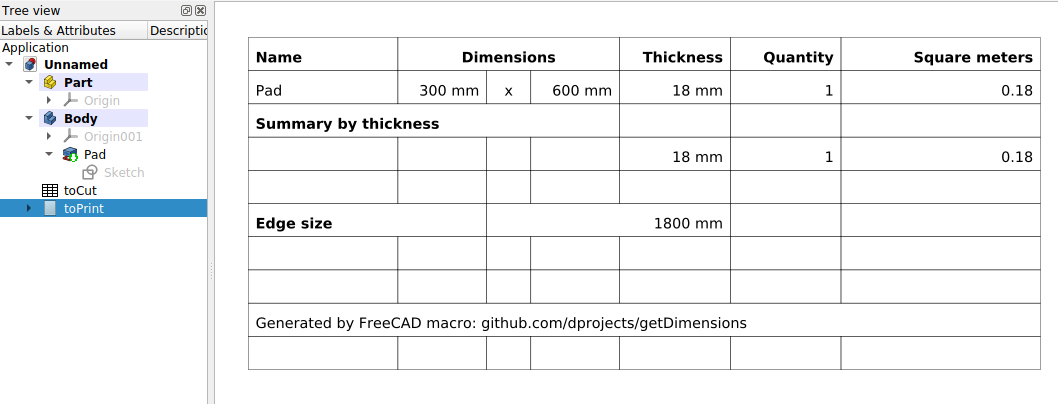 Tree view
Labels & Attributes Descriptic
Application
Unnamed
Part
Origin
Body
Origin001
Pad
Sketch
toCut
toPrint
Name Dimensions Thickness Quantity Square meters
Pad 300 mm x 600 mm 18 mm 1 0.18
Summary by thickness
18 mm 1 0.18
Edge size 1800 mm
Generated by FreeCAD macro: github.com/dprojects/getDimensions